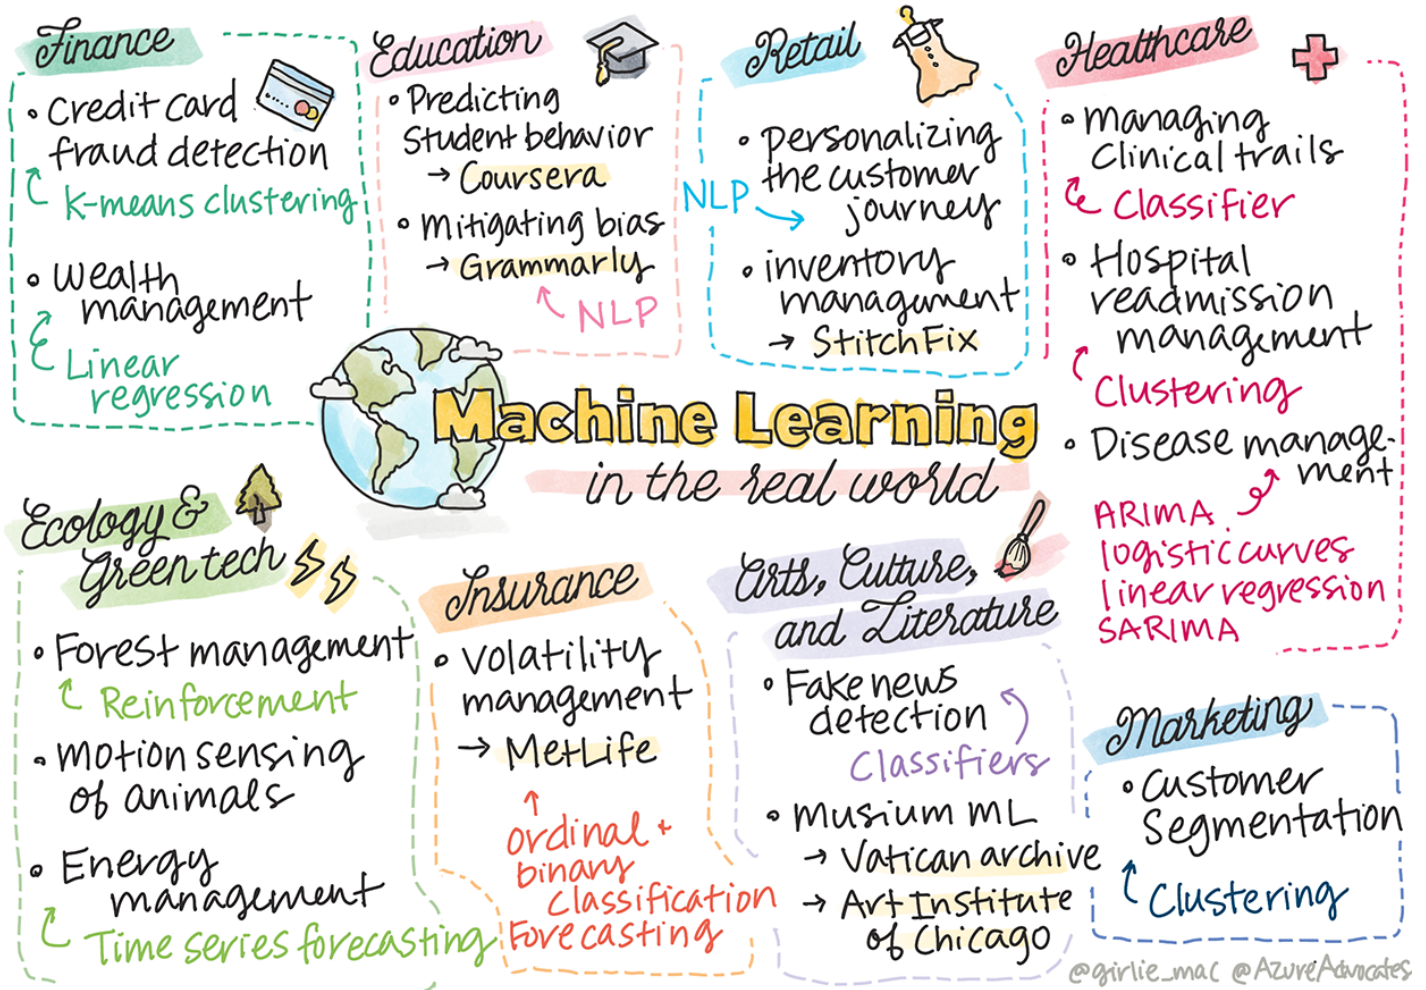 Finance
• Credit card
fraud detection
K-means clustering
• Wealth
management
Linear
regression
Education
• Predicting
student behavior
→ Coursera
• Mitigating bias
→ Grammarly
NLP
Retail
• personalizing
the customer
journey
NLP
• inventory
management
→ StitchFix
Healthcare
• managing
clinical trails
Classifier
• Hospital
readmission
management
Clustering
• Disease manage-
ment
ARIMA
logistic curves
linear regression
SARIMA
Machine Learning
in the real world
Ecology &
Green tech
• Forest management
Reinforcement
• motion sensing
of animals
• Energy
management
Time series forecasting
Insurance
• Volatility
management
→ MetLife
ordinal +
binary
classification
Forecasting
Arts, Culture,
and Literature
• Fake news
detection
Classifiers
• Musium ML
→ Vatican archive
→ Art Institute
of Chicago
Marketing
• Customer
Segmentation
Clustering
@girlie_mac @AzureAdvocates